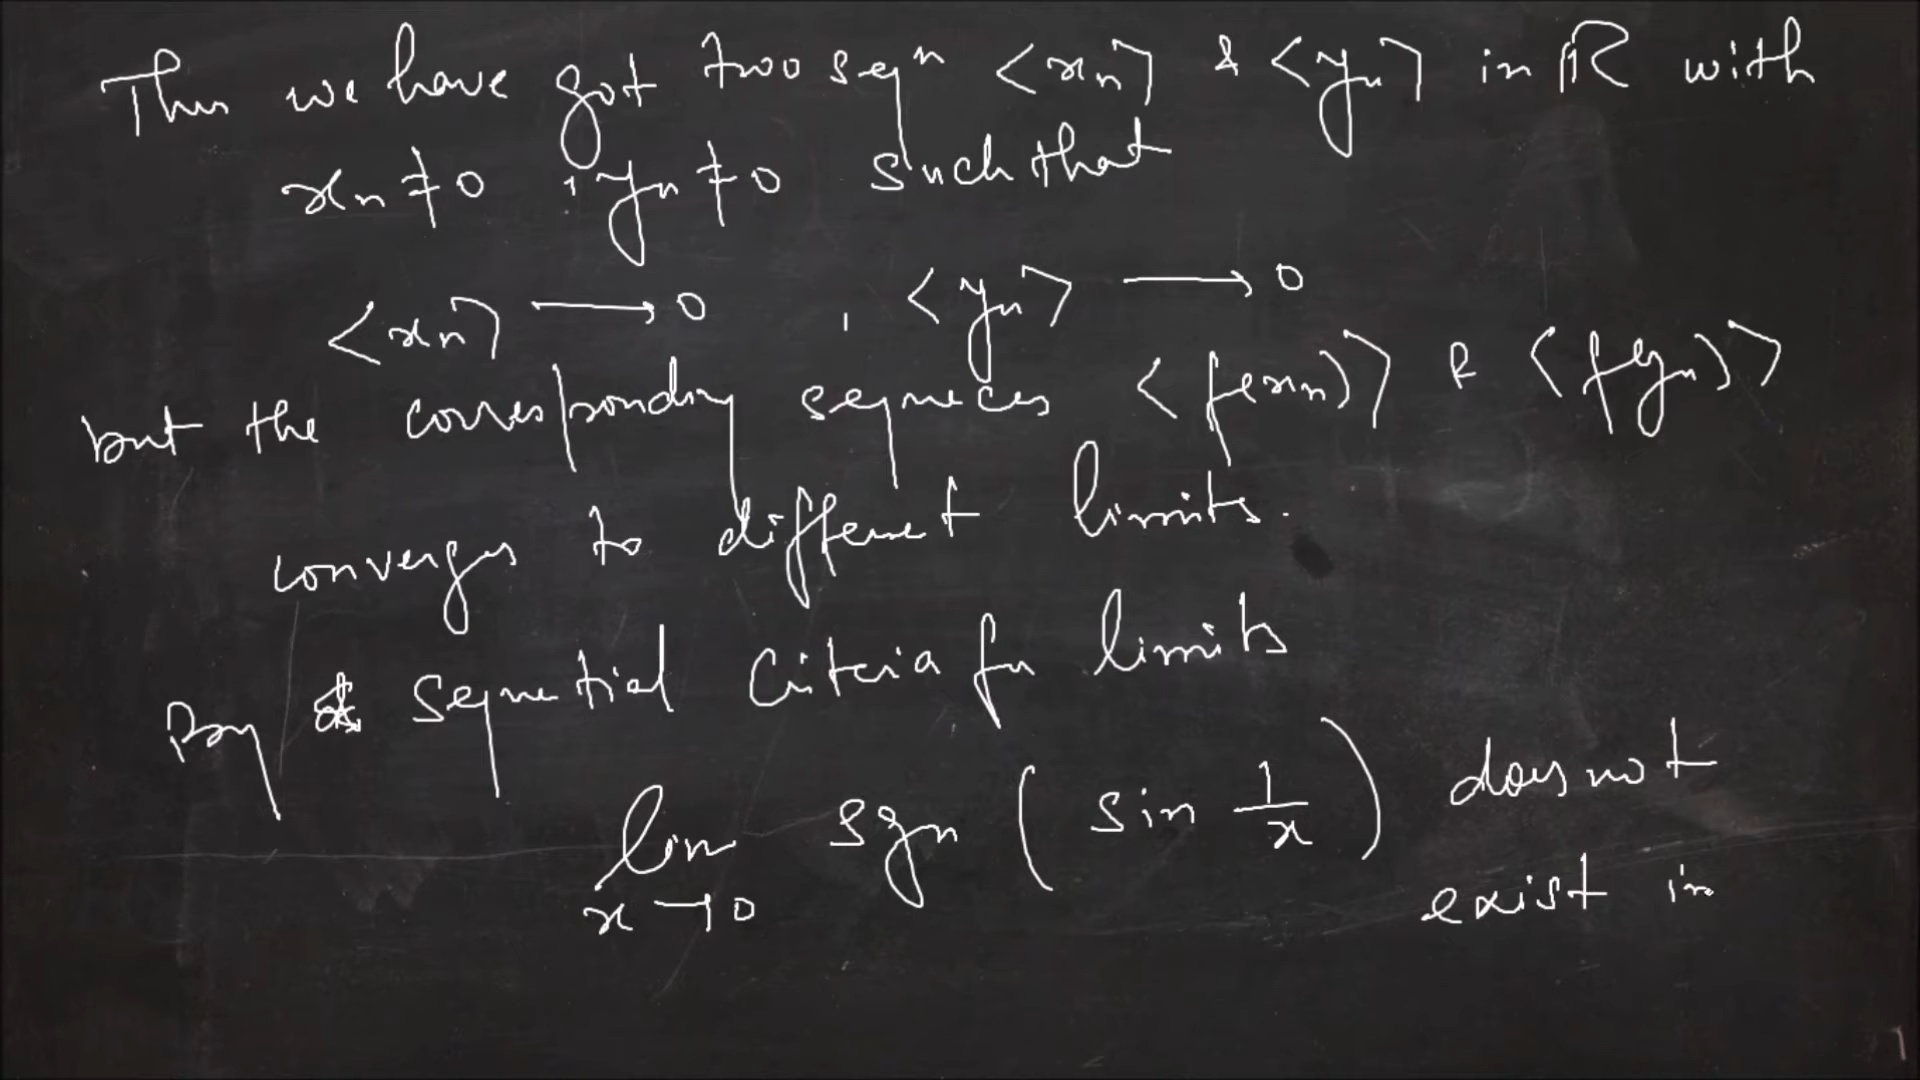 Thus we have got two seqⁿ <xn> & <yn> in ℝ with
xn ≠ 0, yn ≠ 0 such that
<xn> ⟶ 0 , <yn> ⟶ 0
but the corresponding sequences <f(xn)> & <f(yn)>
converges to different limits.
By sequential Criteria for limits
lim x→0 sgn (sin 1/x) does not
exist in